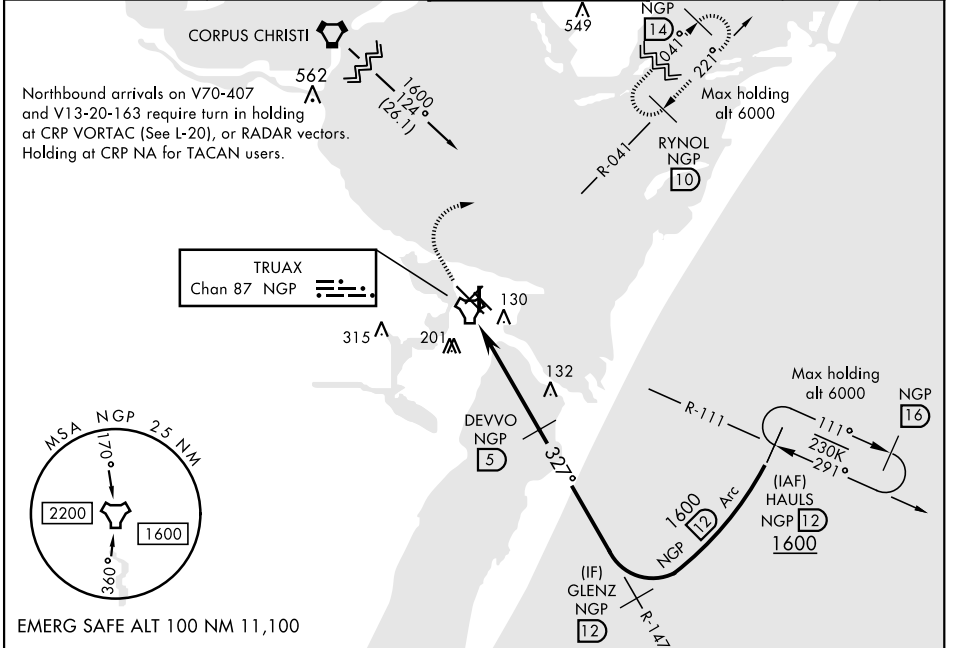 CORPUS CHRISTI
562
1600
124°
(26.1)
Northbound arrivals on V70-407
and V13-20-163 require turn in holding
at CRP VORTAC (See L-20), or RADAR vectors.
Holding at CRP NA for TACAN users.
549
NGP
14
041°
221°
Max holding
alt 6000
R-041
RYNOL
NGP
10
TRUAX
Chan 87 NGP
130
315
201
132
DEVVO
NGP
5
327°
Max holding
alt 6000
NGP
16
R-111
111°
230K
291°
(IAF)
HAULS
NGP 12
1600
1600
NGP 12 Arc
(IF)
GLENZ
NGP
12
R-147
MSA NGP 25 NM
170°
2200
1600
360°
EMERG SAFE ALT 100 NM 11,100